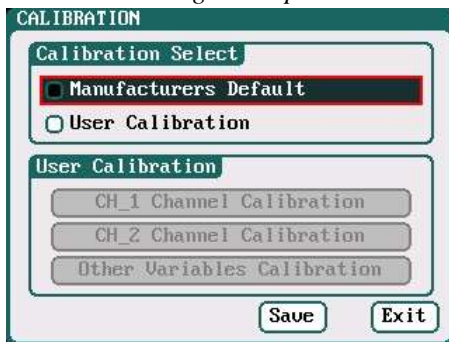 CALIBRATION
Calibration Select
Manufacturers Default
User Calibration
User Calibration
CH_1 Channel Calibration
CH_2 Channel Calibration
Other Variables Calibration
Save Exit